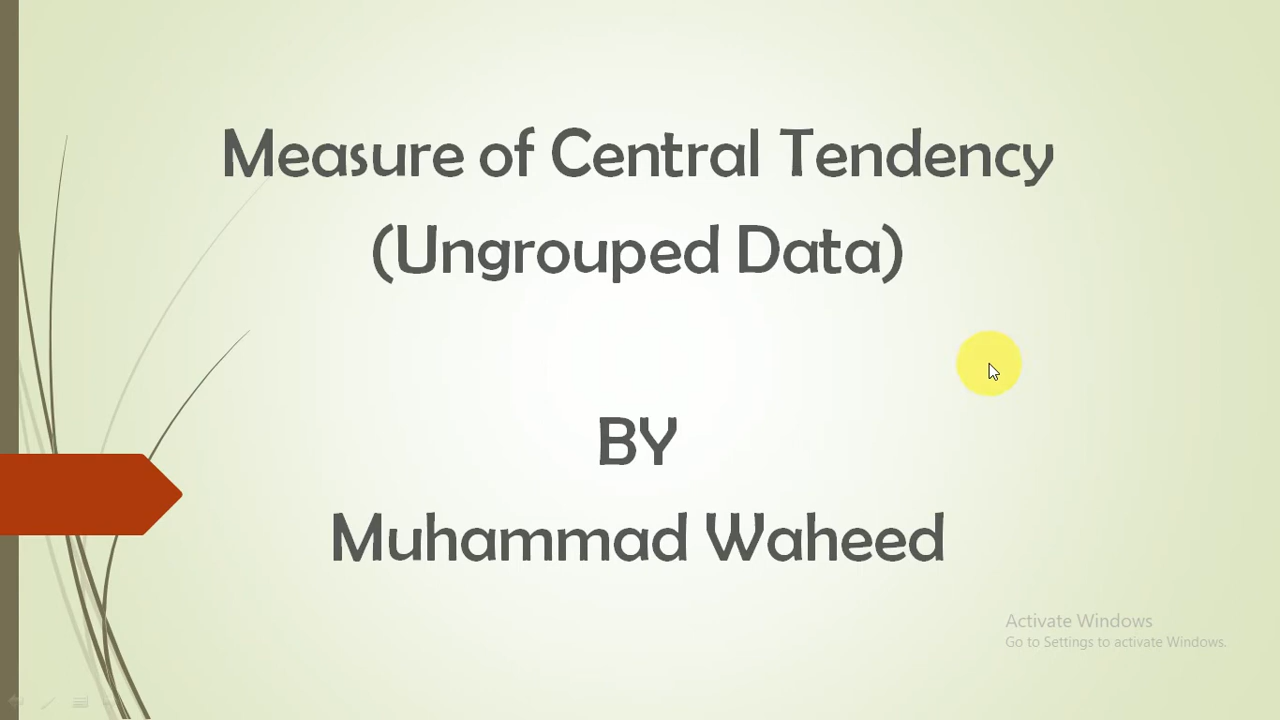 Measure of Central Tendency
(Ungrouped Data)
BY
Muhammad Waheed
Activate Windows
Go to Settings to activate Windows.